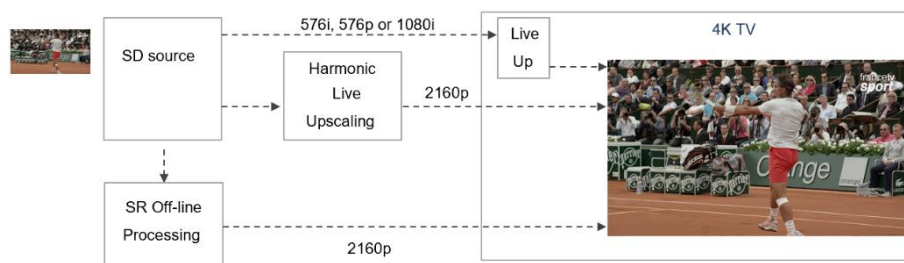 576i, 576p or 1080i
4K TV
SD source
Live
Up
Harmonic
Live
Upscaling
2160p
francetv
sport
Orange
orange
SR Off-line
Processing
2160p